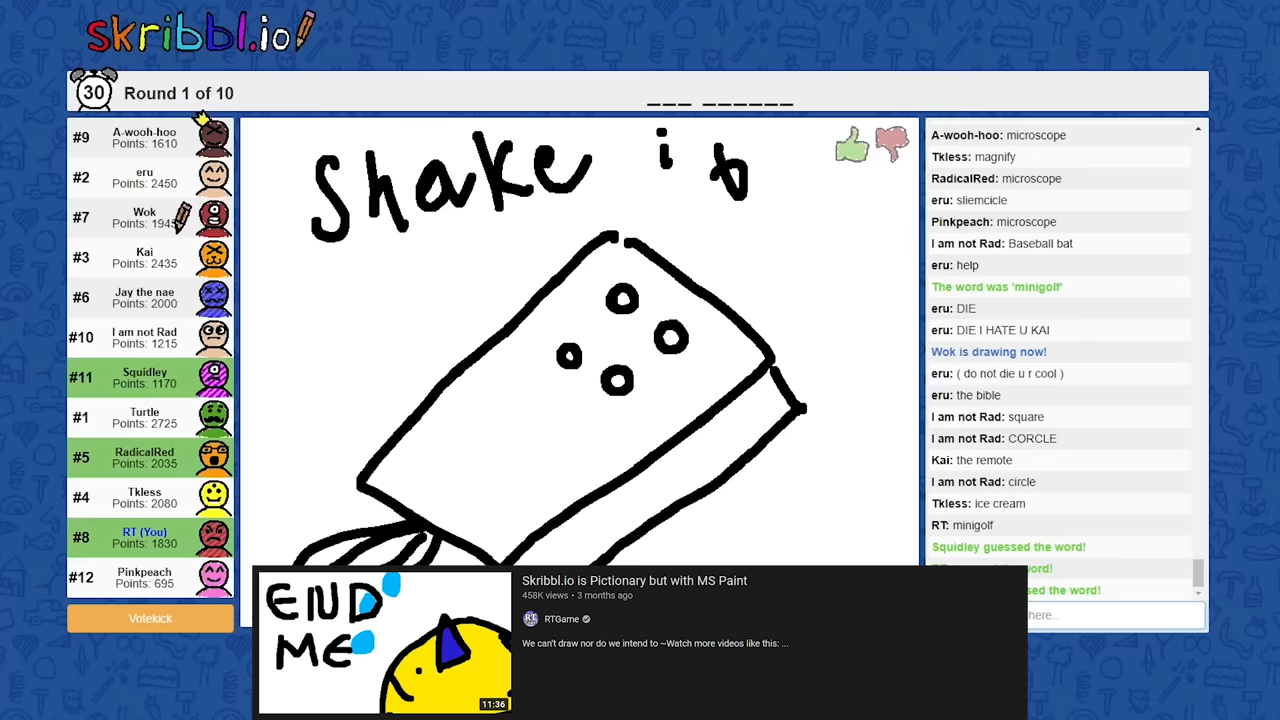 skribbl.io
30 Round 1 of 10 ___ ______
#9 A-wooh-hoo
Points: 1610
#2 eru
Points: 2450
#7 Wok
Points: 1945
#3 Kai
Points: 2435
#6 Jay the nae
Points: 2000
#10 I am not Rad
Points: 1215
#11 Squidley
Points: 1170
#1 Turtle
Points: 2725
#5 RadicalRed
Points: 2035
#4 Tkless
Points: 2080
#8 RT (You)
Points: 1830
#12 Pinkpeach
Points: 695
Votekick
Shake it
A-wooh-hoo: microscope
Tkless: magnify
RadicalRed: microscope
eru: sliemcicle
Pinkpeach: microscope
I am not Rad: Baseball bat
eru: help
The word was 'minigolf'
eru: DIE
eru: DIE I HATE U KAI
Wok is drawing now!
eru: ( do not die u r cool )
eru: the bible
I am not Rad: square
I am not Rad: CORCLE
Kai: the remote
I am not Rad: circle
Tkless: ice cream
RT: minigolf
Squidley guessed the word!
word!
the word!
here...
END
ME
11:36
Skribbl.io is Pictionary but with MS Paint
458K views • 3 months ago
RT RTGame
We can't draw nor do we intend to ~Watch more videos like this: ...